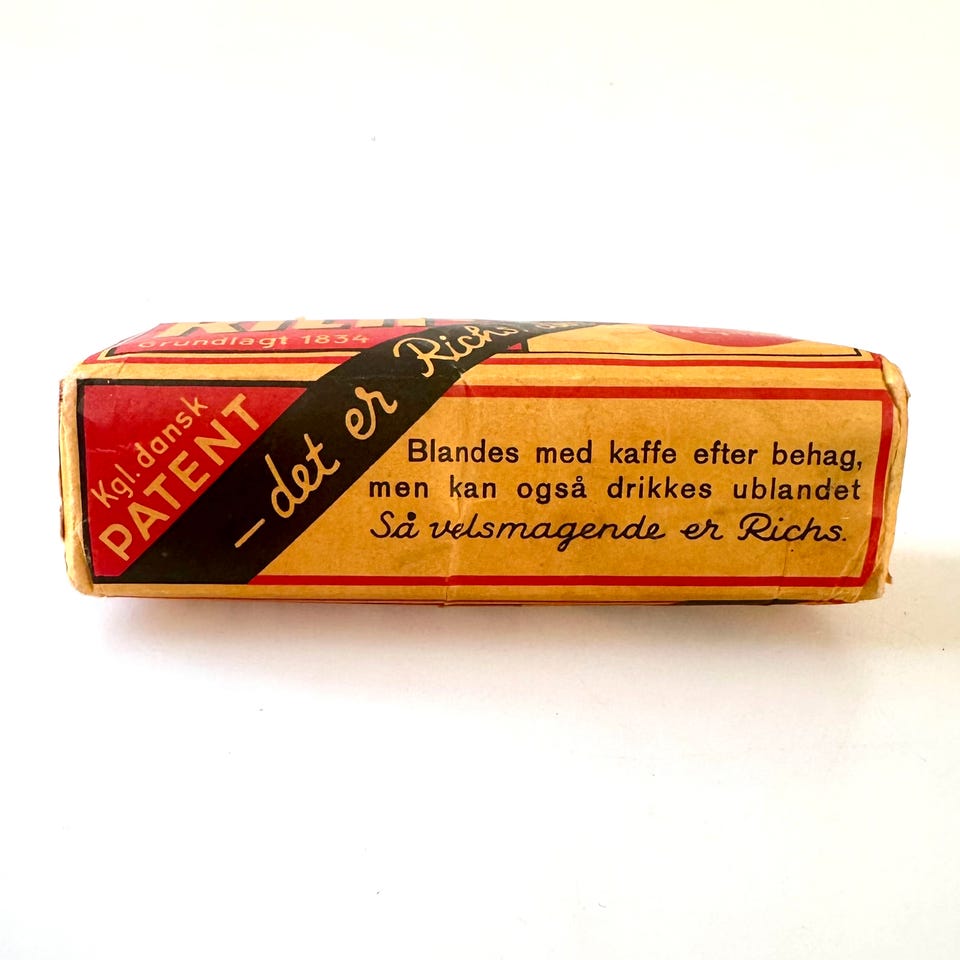 Grundlagt 1834
Kgl. dansk
PATENT
— det er Richs
Blandes med kaffe efter behag,
men kan også drikkes ublandet
Så velsmagende er Richs.